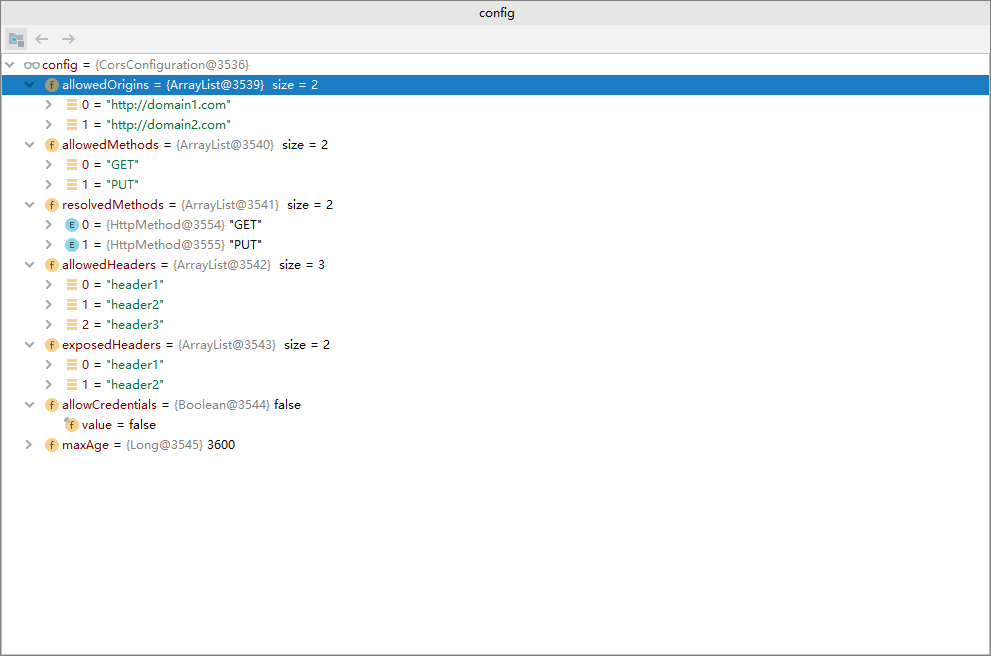 config
config = {CorsConfiguration@3536}
f allowedOrigins = {ArrayList@3539} size = 2
0 = "http://domain1.com"
1 = "http://domain2.com"
f allowedMethods = {ArrayList@3540} size = 2
0 = "GET"
1 = "PUT"
f resolvedMethods = {ArrayList@3541} size = 2
E 0 = {HttpMethod@3554} "GET"
E 1 = {HttpMethod@3555} "PUT"
f allowedHeaders = {ArrayList@3542} size = 3
0 = "header1"
1 = "header2"
2 = "header3"
f exposedHeaders = {ArrayList@3543} size = 2
0 = "header1"
1 = "header2"
f allowCredentials = {Boolean@3544} false
f value = false
f maxAge = {Long@3545} 3600